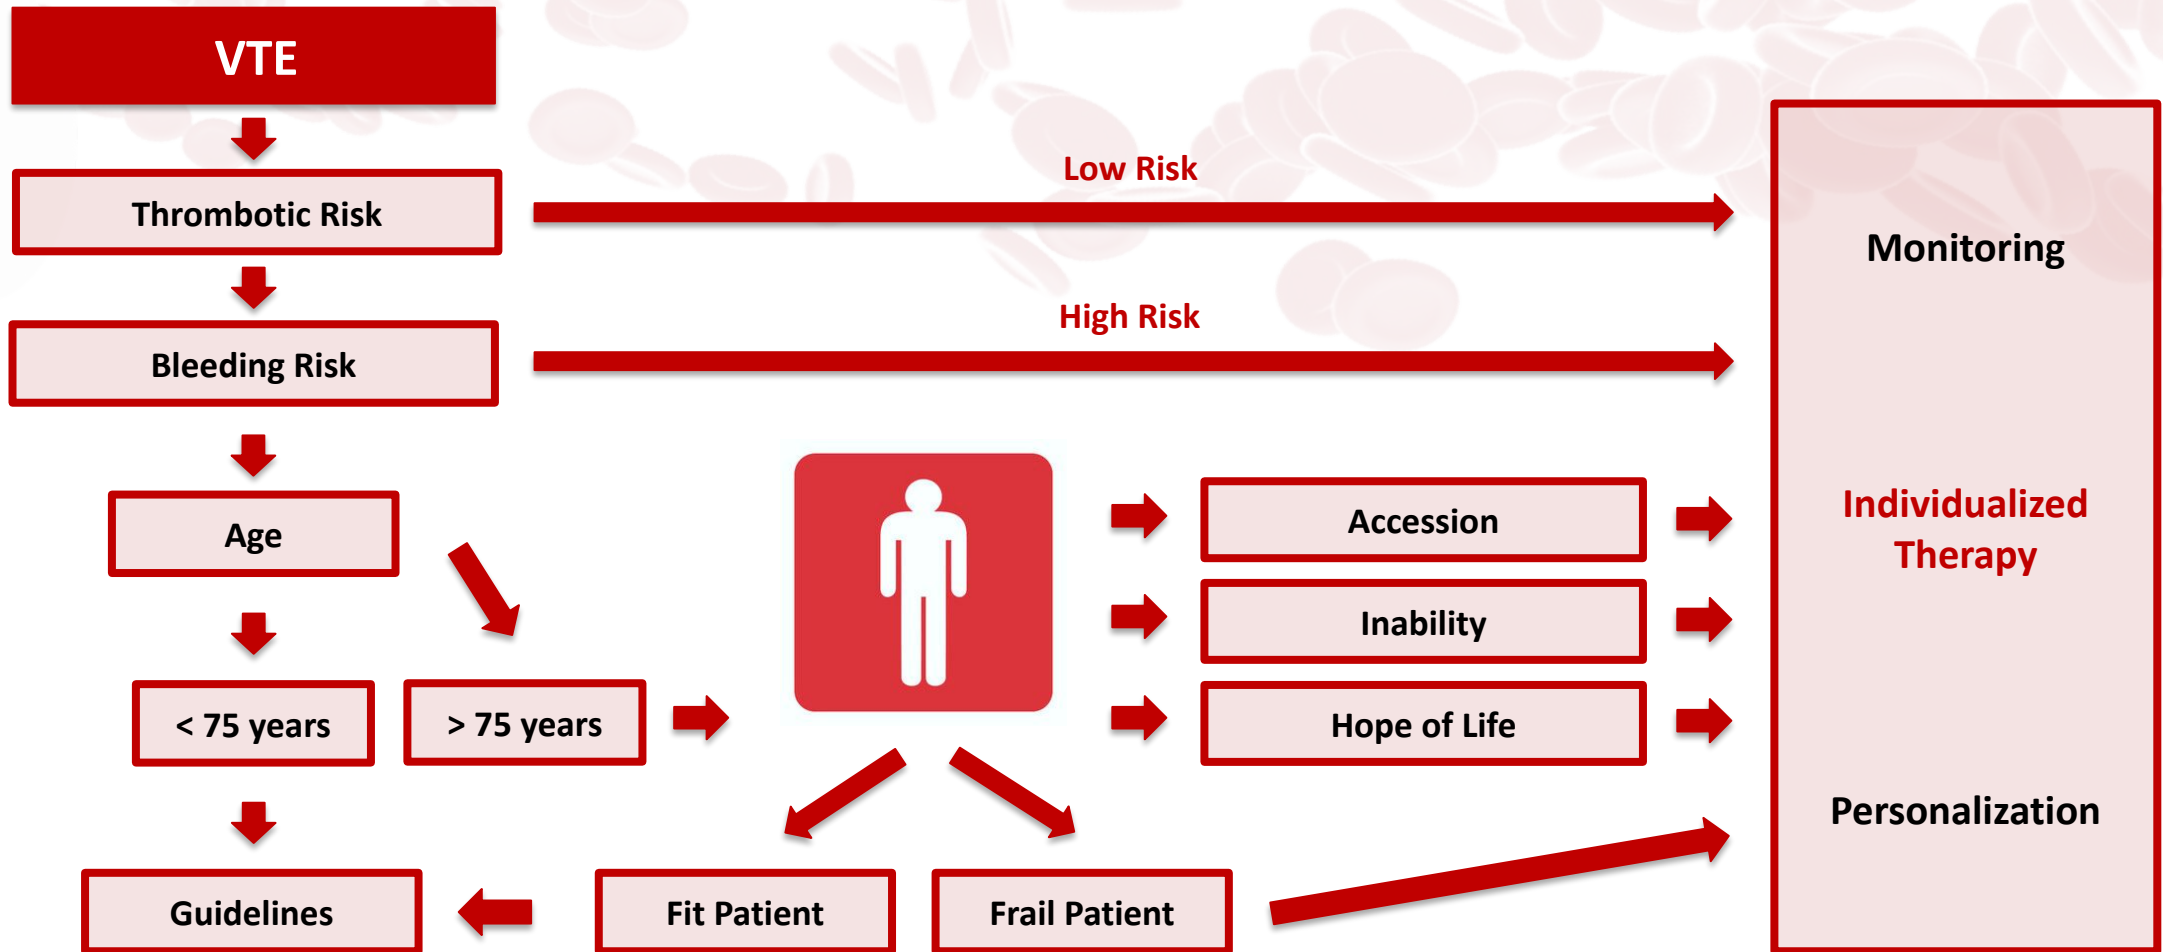 VTE
Thrombotic Risk
Low Risk
Monitoring
High Risk
Bleeding Risk
Age
Accession
Individualized
Therapy
Inability
< 75 years
> 75 years
Hope of Life
Personalization
Guidelines
Fit Patient
Frail Patient